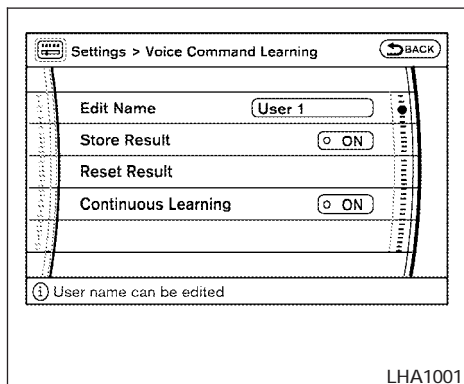 Settings > Voice Command Learning
BACK
Edit Name
User 1
Store Result
ON
Reset Result
Continuous Learning
ON
i User name can be edited
LHA1001